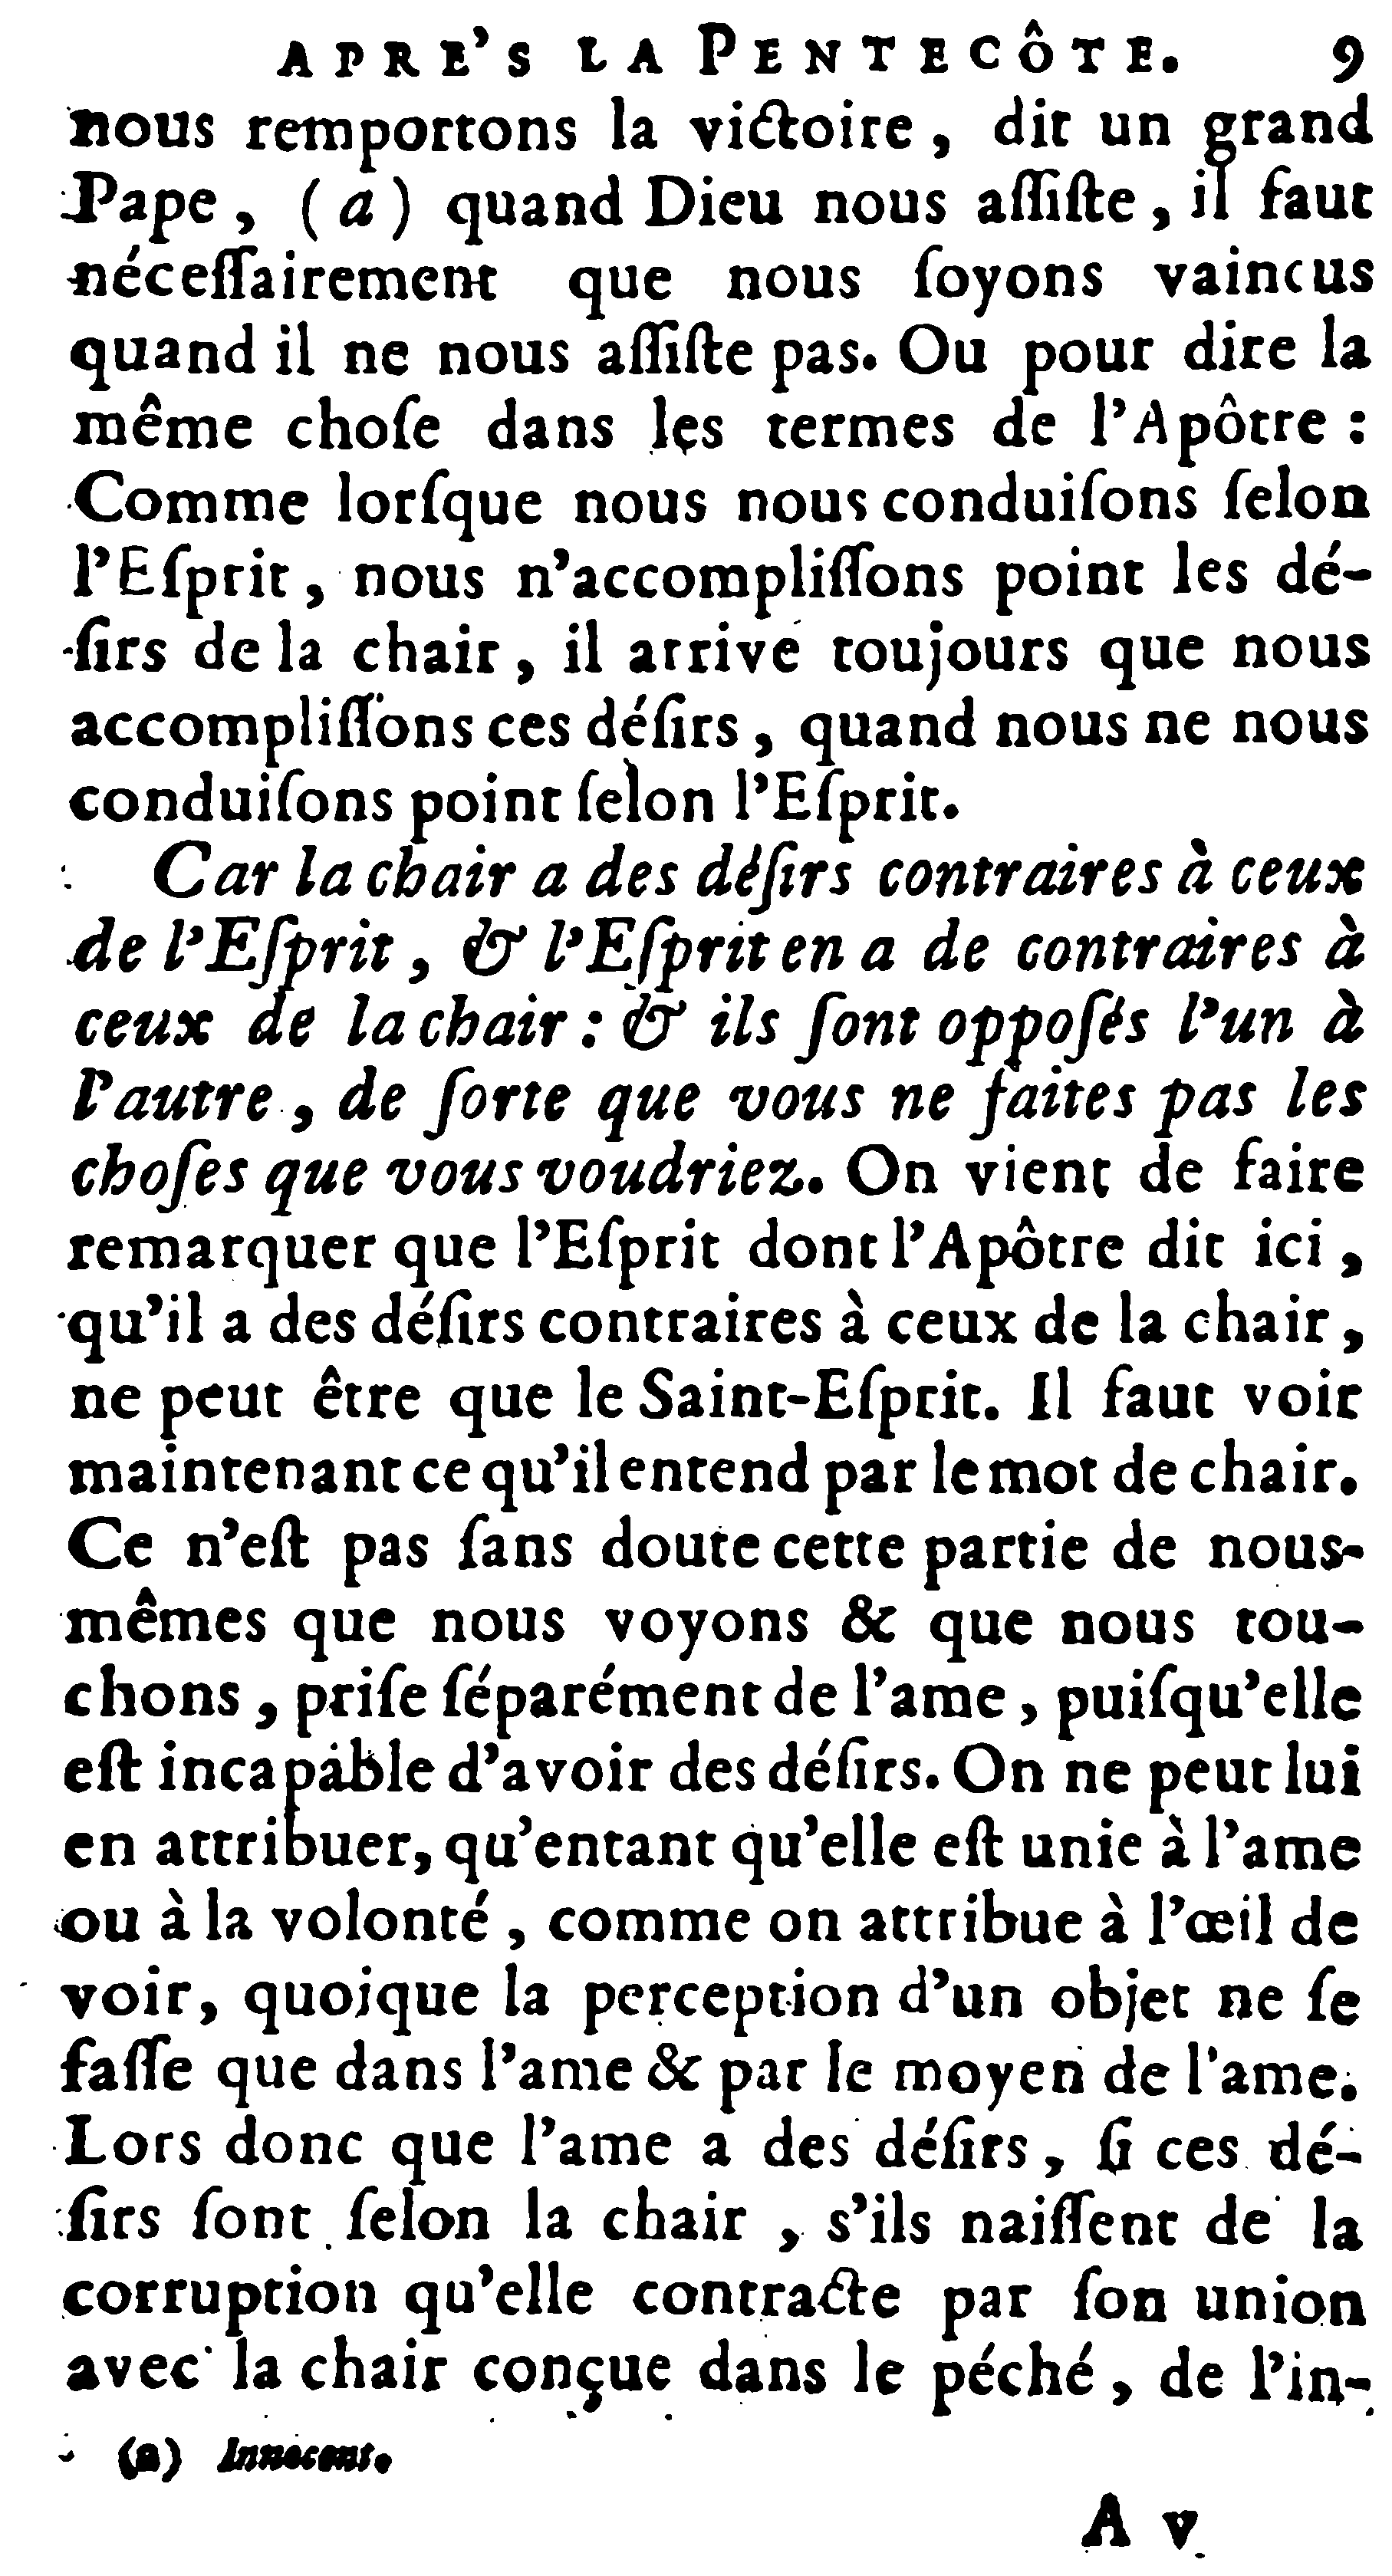 APRE'S LA PENTECÔTE. 9
nous remportons la victoire, dit un grand
Pape, (a) quand Dieu nous aſſiſte, il faut
néceſſairement que nous ſoyons vaincus
quand il ne nous aſſiſte pas. Ou pour dire la
même choſe dans les termes de l'Apôtre :
Comme lorſque nous nous conduiſons ſelon
l'Eſprit, nous n'accompliſſons point les dé-
ſirs de la chair, il arrive toujours que nous
accompliſſons ces déſirs, quand nous ne nous
conduiſons point ſelon l'Eſprit.
Car la chair a des déſirs contraires à ceux
de l'Eſprit, & l'Eſprit en a de contraires à
ceux de la chair : & ils ſont oppoſés l'un à
l'autre, de ſorte que vous ne faites pas les
choſes que vous voudriez. On vient de faire
remarquer que l'Eſprit dont l'Apôtre dit ici,
qu'il a des déſirs contraires à ceux de la chair,
ne peut être que le Saint-Eſprit. Il faut voir
maintenant ce qu'il entend par le mot de chair.
Ce n'eſt pas ſans doute cette partie de nous-
mêmes que nous voyons & que nous tou-
chons, priſe ſéparément de l'ame, puiſqu'elle
eſt incapable d'avoir des déſirs. On ne peut lui
en attribuer, qu'entant qu'elle eſt unie à l'ame
ou à la volonté, comme on attribue à l'œil de
voir, quoique la perception d'un objet ne ſe
faſſe que dans l'ame & par le moyen de l'ame.
Lors donc que l'ame a des déſirs, ſi ces dé-
ſirs ſont ſelon la chair, s'ils naiſſent de la
corruption qu'elle contracte par ſon union
avec la chair conçue dans le péché, de l'in-
(a) Innocent.
A v